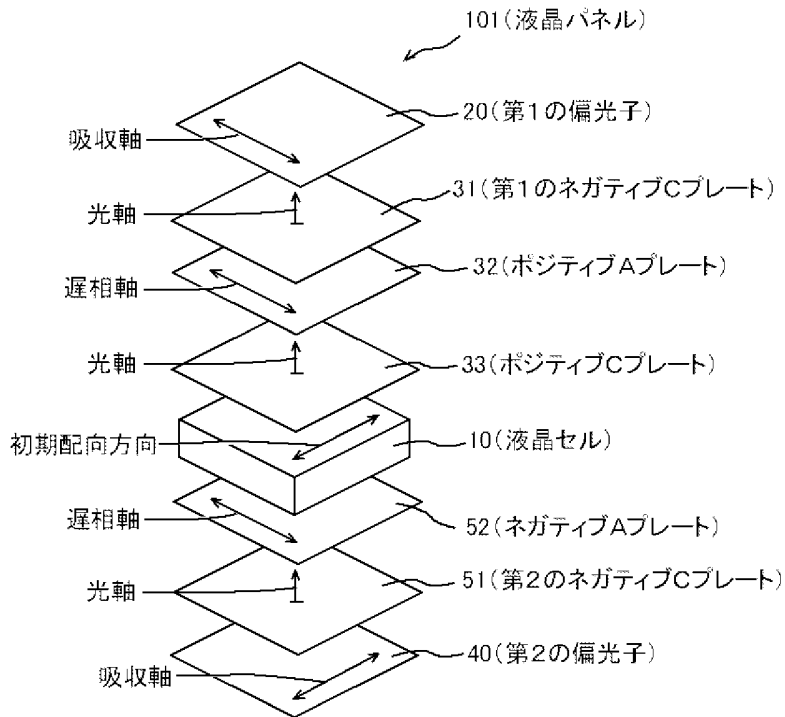 101(液晶パネル)
20(第1の偏光子)
吸収軸
31(第1のネガティブCプレート)
光軸
32(ポジティブAプレート)
遅相軸
光軸
33(ポジティブCプレート)
初期配向方向
10(液晶セル)
遅相軸
52(ネガティブAプレート)
光軸
51(第2のネガティブCプレート)
40(第2の偏光子)
吸収軸